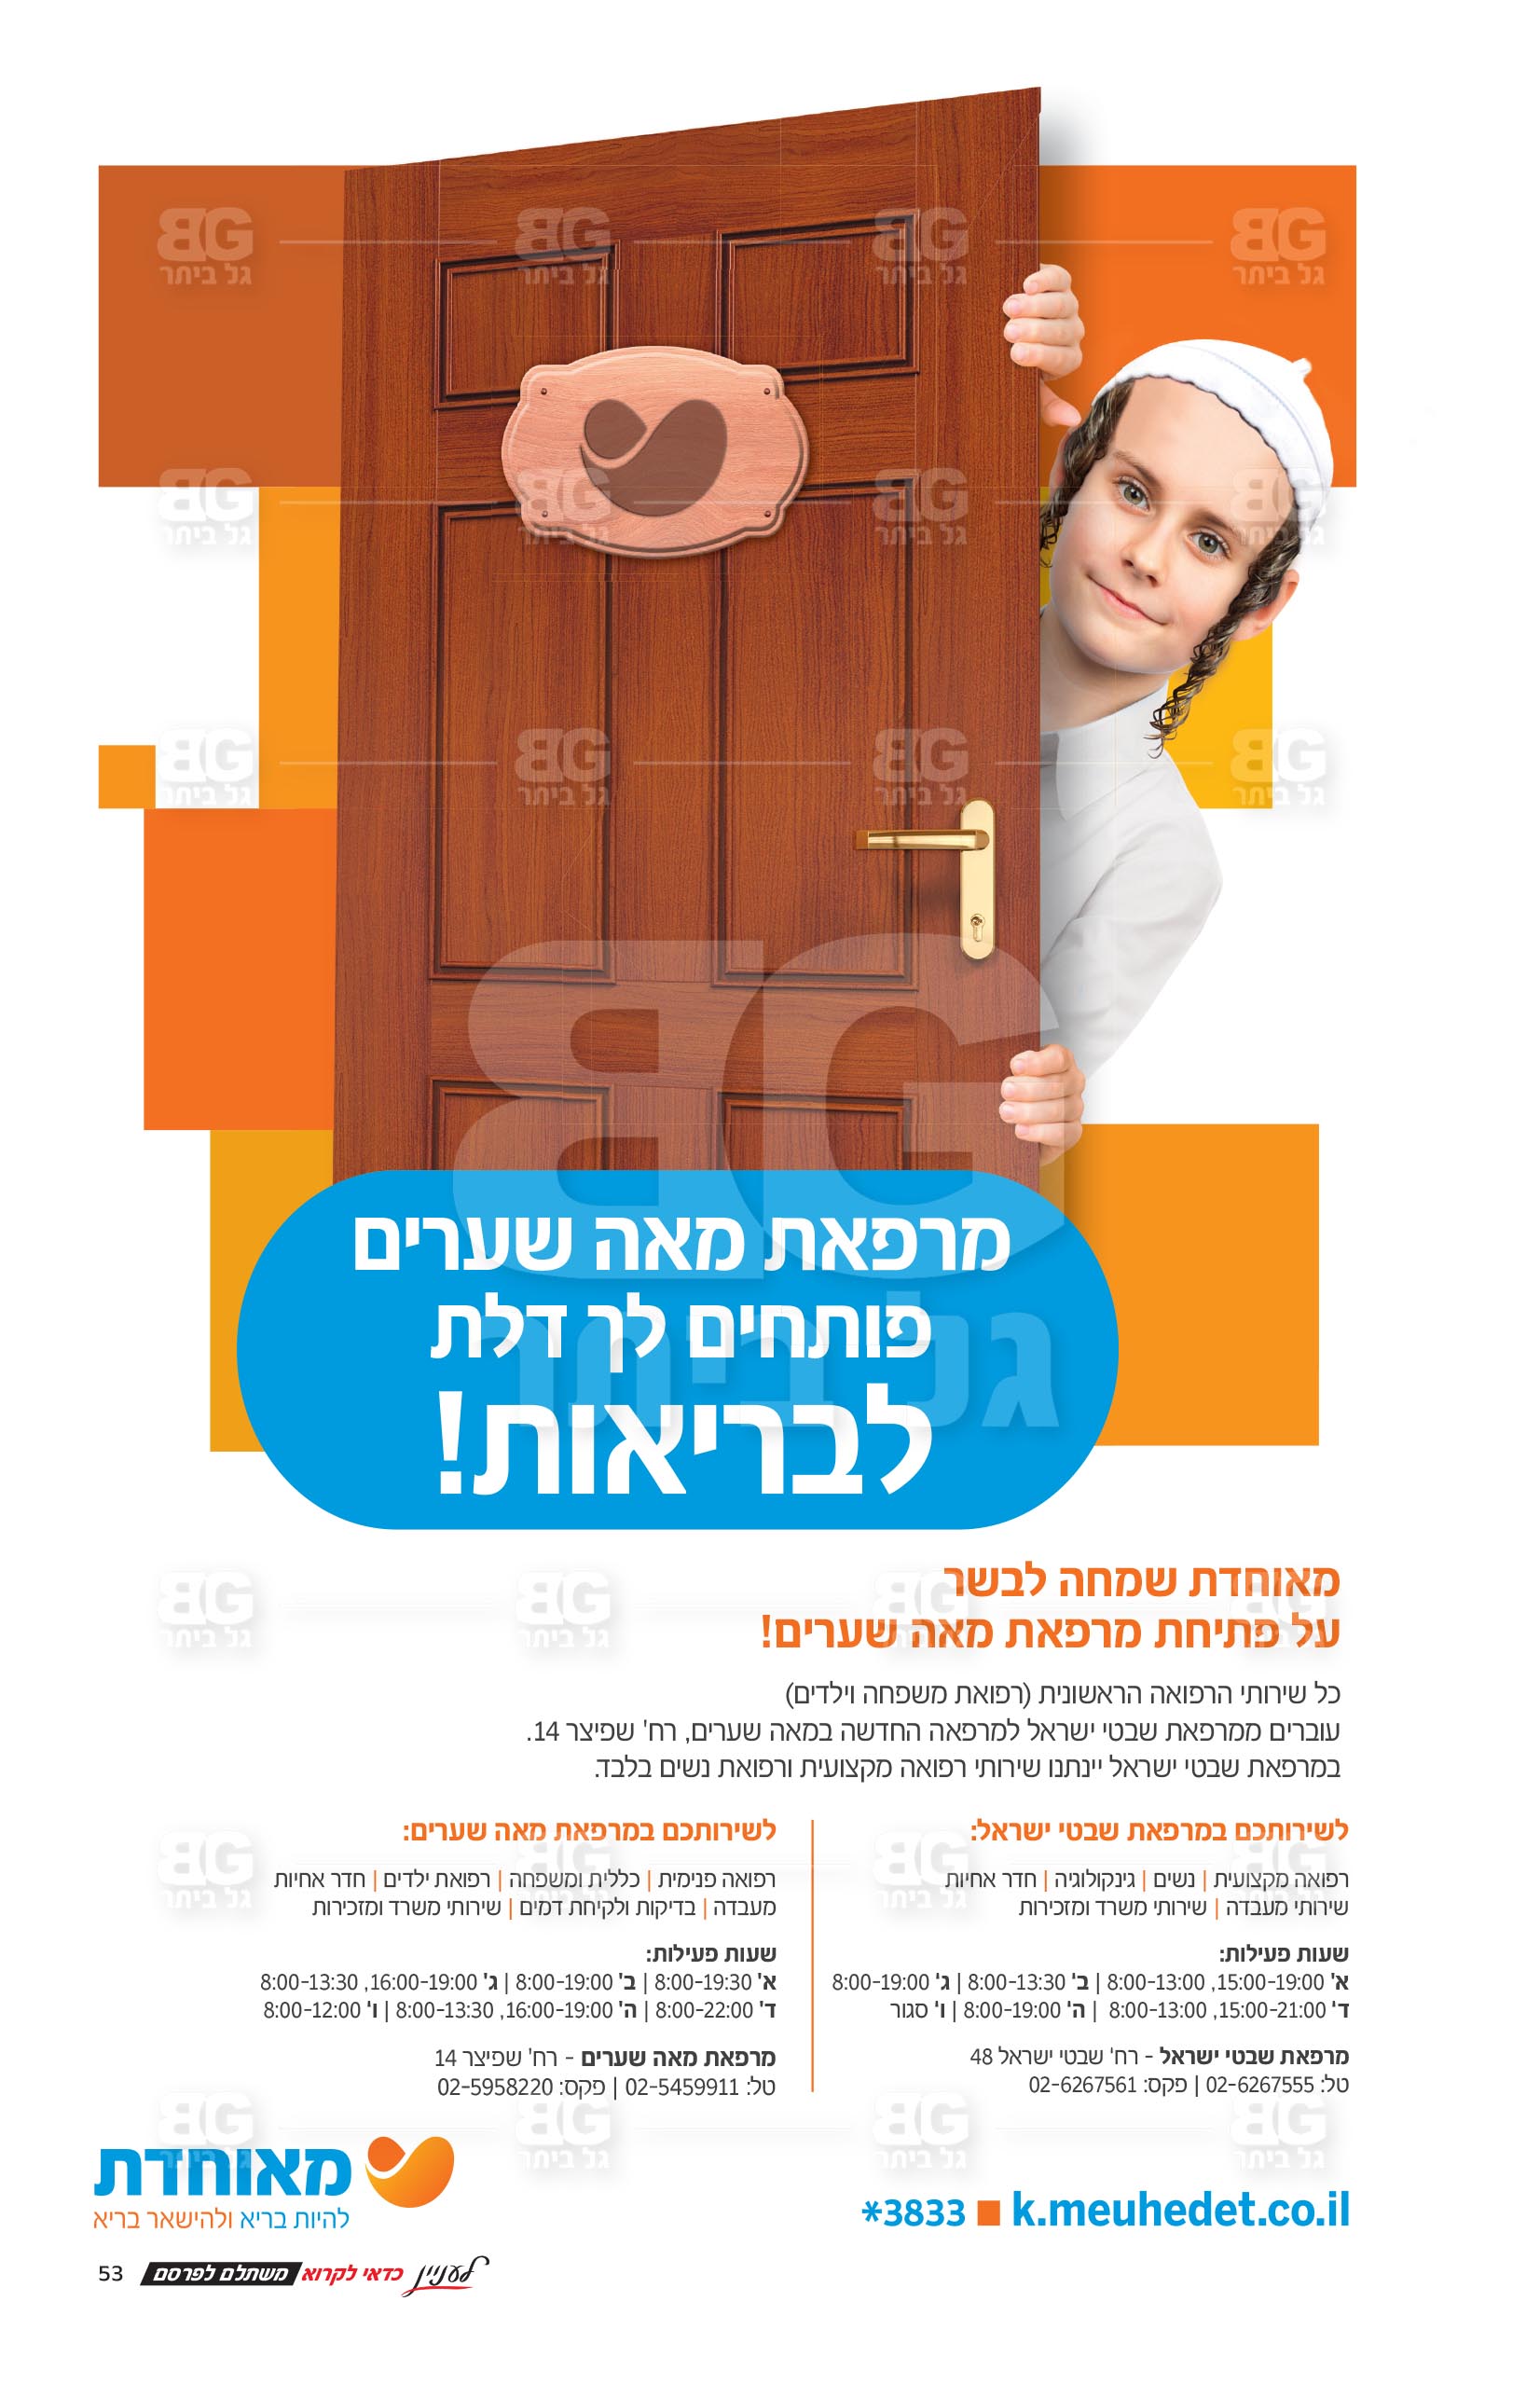 BG
גל ביתר
מרפאת מאה שערים
פותחים לך דלת
לבריאות!
מאוחדת שמחה לבשר
על פתיחת מרפאת מאה שערים!
כל שירותי הרפואה הראשונית (רפואת משפחה וילדים)
עוברים ממרפאת שבטי ישראל למרפאה החדשה במאה שערים, רח' שפיצר 14.
במרפאת שבטי ישראל יינתנו שירותי רפואה מקצועית ורפואת נשים בלבד.
לשירותכם במרפאת שבטי ישראל:
רפואה מקצועית | נשים | גינקולוגיה | חדר אחיות
שירותי מעבדה | שירותי משרד ומזכירות
שעות פעילות:
א' 15:00-19:00, 8:00-13:00 | ב' 8:00-13:30 | ג' 8:00-19:00
ד' 15:00-21:00, 8:00-13:00 | ה' 8:00-19:00 | ו' סגור
מרפאת שבטי ישראל - רח' שבטי ישראל 48
טל: 02-6267555 | פקס: 02-6267561
לשירותכם במרפאת מאה שערים:
רפואה פנימית | כללית ומשפחה | רפואת ילדים | חדר אחיות
מעבדה | בדיקות ולקיחת דמים | שירותי משרד ומזכירות
שעות פעילות:
א' 8:00-19:30 | ב' 8:00-19:00 | ג' 16:00-19:00, 8:00-13:30
ד' 8:00-22:00 | ה' 16:00-19:00, 8:00-13:30 | ו' 8:00-12:00
מרפאת מאה שערים - רח' שפיצר 14
טל: 02-5459911 | פקס: 02-5958220
k.meuhedet.co.il ■ *3833
מאוחדת
להיות בריא ולהישאר בריא
לעניין כדאי לקרוא משתלם לפרסם 53